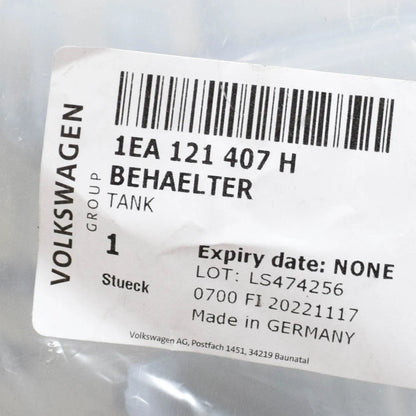 VOLKSWAGEN
GROUP
1EA 121 407 H
BEHAELTER
TANK
1
Stueck
Expiry date: NONE
LOT: LS474256
0700 FI 20221117
Made in GERMANY
Volkswagen AG, Postfach 1451, 34219 Baunatal